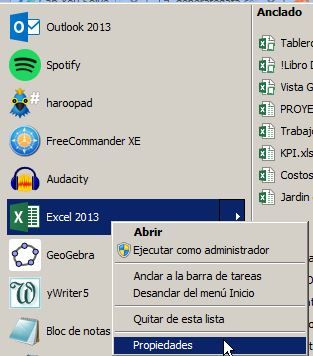 Outlook 2013
Spotify
haroopad
FreeCommander XE
Audacity
Excel 2013
GeoGebra
yWriter5
Bloc de notas
Anclado
Tablero
!Libro D
Vista G
PROYE
Trabajo
KPI.xls
Costos
Jardin
Abrir
Ejecutar como administrador
Anclar a la barra de tareas
Desanclar del menú Inicio
Quitar de esta lista
Propiedades